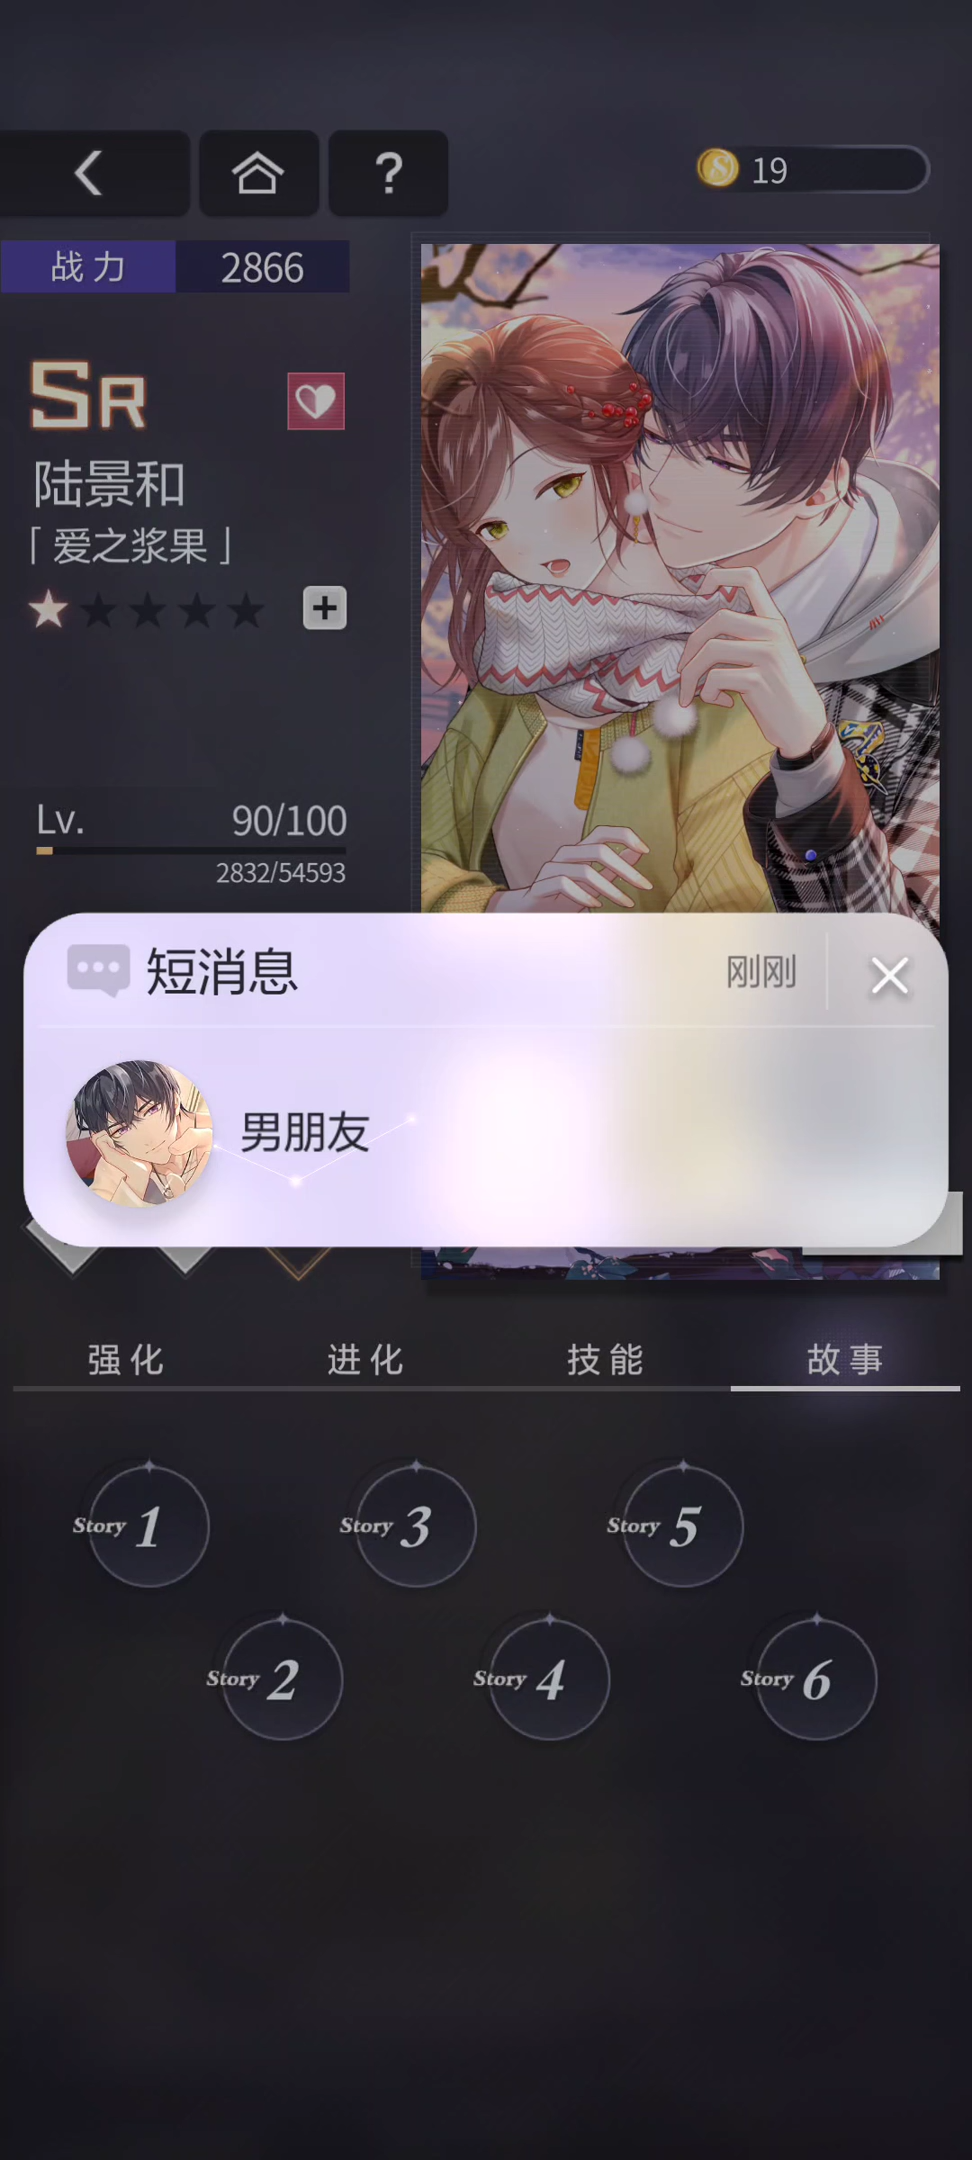 ?
19
战力 2866
SR
陆景和
「爱之浆果」
Lv. 90/100
2832/54593
短消息 刚刚
男朋友
强化 进化 技能 故事
Story 1 Story 3 Story 5
Story 2 Story 4 Story 6